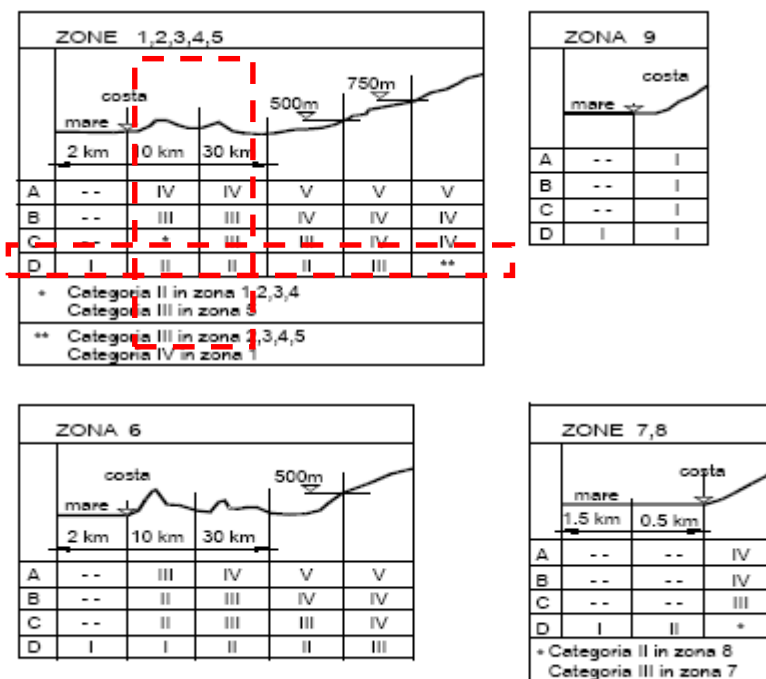 ZONE 1,2,3,4,5
costa
750m
500m
mare
2 km 10 km 30 km
A -- IV IV V V V
B -- III III IV IV IV
C -- * III III IV IV
D I II II II III **
* Categoria II in zona 1,2,3,4
Categoria III in zona 5
** Categoria III in zona 2,3,4,5
Categoria IV in zona 1
ZONA 9
costa
mare
A -- I
B -- I
C -- I
D I I
ZONA 6
costa
500m
mare
2 km 10 km 30 km
A -- III IV V V
B -- II III IV IV
C -- II III III IV
D I I II II III
ZONE 7,8
costa
mare
1.5 km 0.5 km
A -- -- IV
B -- -- IV
C -- -- III
D I II *
* Categoria II in zona 8
Categoria III in zona 7